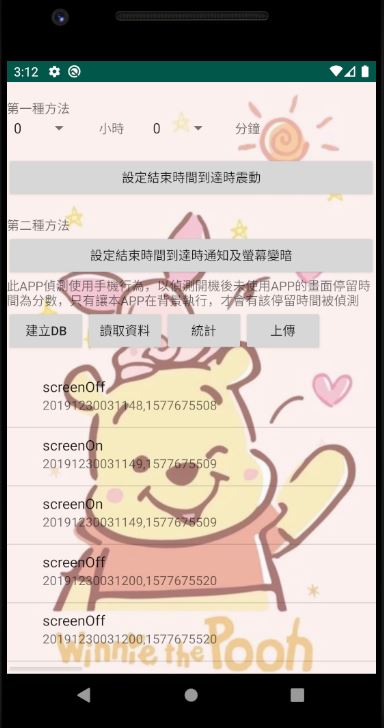 3:12
第一種方法
0 小時 0 分鐘
設定結束時間到達時震動
第二種方法
設定結束時間到達時通知及螢幕變暗
此APP偵測使用手機行為，以偵測開機後未使用APP的畫面停留時
間為分數，只有讓本APP在背景執行，才會有該停留時間被偵測
建立DB 讀取資料 統計 上傳
screenOff
20191230031148,1577675508
screenOn
20191230031149,1577675509
screenOn
20191230031149,1577675509
screenOff
20191230031200,1577675520
screenOff
20191230031200,1577675520
Winnie the Pooh